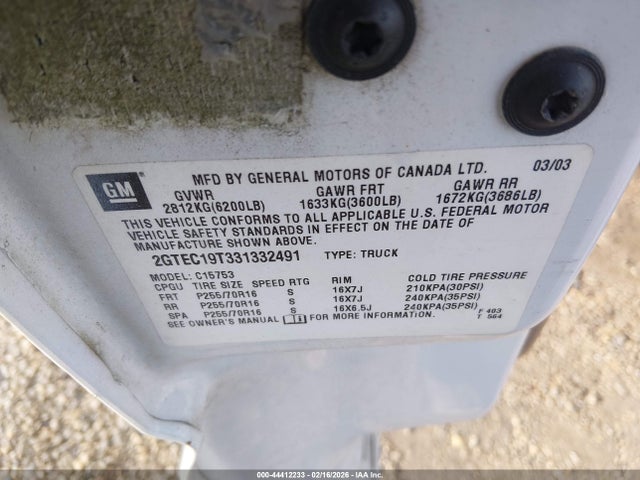 GM
MFD BY GENERAL MOTORS OF CANADA LTD. 03/03
GVWR GAWR FRT GAWR RR
2812KG(6200LB) 1633KG(3600LB) 1672KG(3686LB)
THIS VEHICLE CONFORMS TO ALL APPLICABLE U.S. FEDERAL MOTOR
VEHICLE SAFETY STANDARDS IN EFFECT ON THE DATE OF
MANUFACTURE SHOWN ABOVE.
2GTEC19T331332491 TYPE: TRUCK
MODEL: C15753
CPGU TIRE SIZE SPEED RTG RIM COLD TIRE PRESSURE
FRT P255/70R16 S 16X7J 210KPA(30PSI)
RR P255/70R16 S 16X7J 240KPA(35PSI)
SPA P255/70R16 S 16X6.5J 240KPA(35PSI)
SEE OWNER'S MANUAL FOR MORE INFORMATION.
F 403
T 564
000-44412233 - 02/16/2026 - IAA Inc.